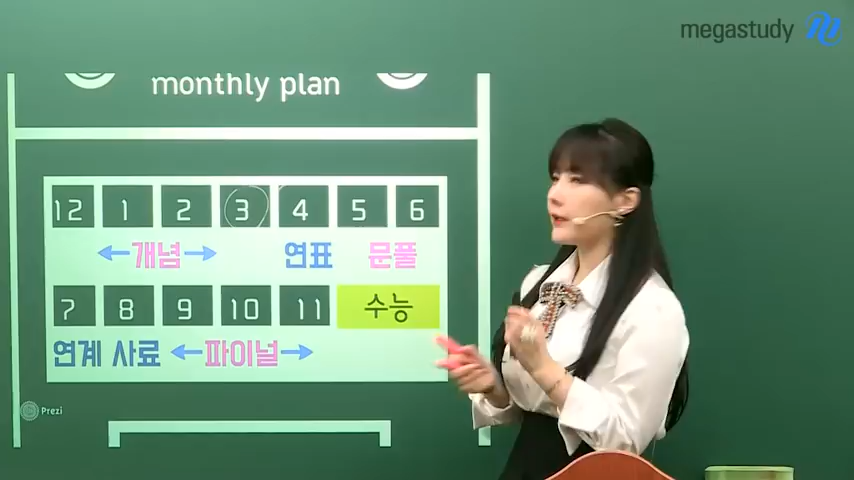 megastudy
monthly plan
12 1 2 3 4 5 6
개념 연표 문풀
7 8 9 10 11 수능
연계 사료 파이널
Prezi